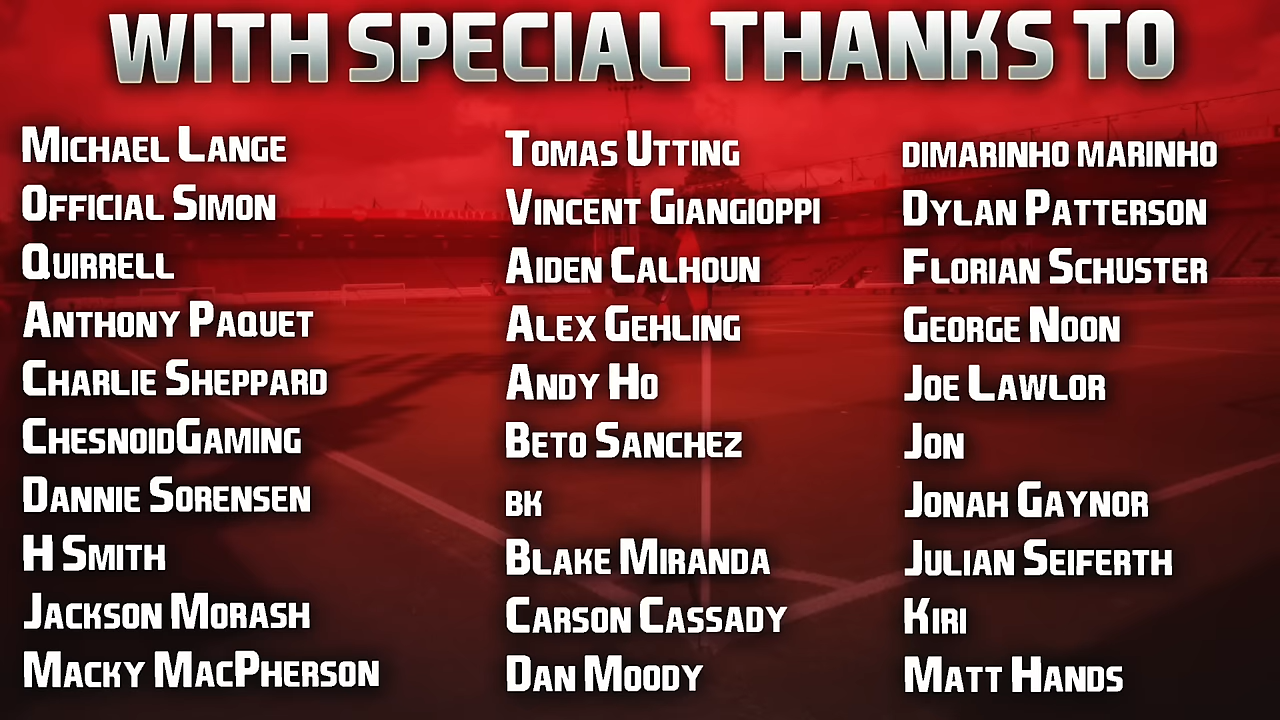 WITH SPECIAL THANKS TO
Michael Lange
Official Simon
Quirrell
Anthony Paquet
Charlie Sheppard
ChesnoidGaming
Dannie Sorensen
H Smith
Jackson Morash
Macky MacPherson
Tomas Utting
Vincent Giangioppi
Aiden Calhoun
Alex Gehling
Andy Ho
Beto Sanchez
bk
Blake Miranda
Carson Cassady
Dan Moody
dimarinho marinho
Dylan Patterson
Florian Schuster
George Noon
Joe Lawlor
Jon
Jonah Gaynor
Julian Seiferth
Kiri
Matt Hands